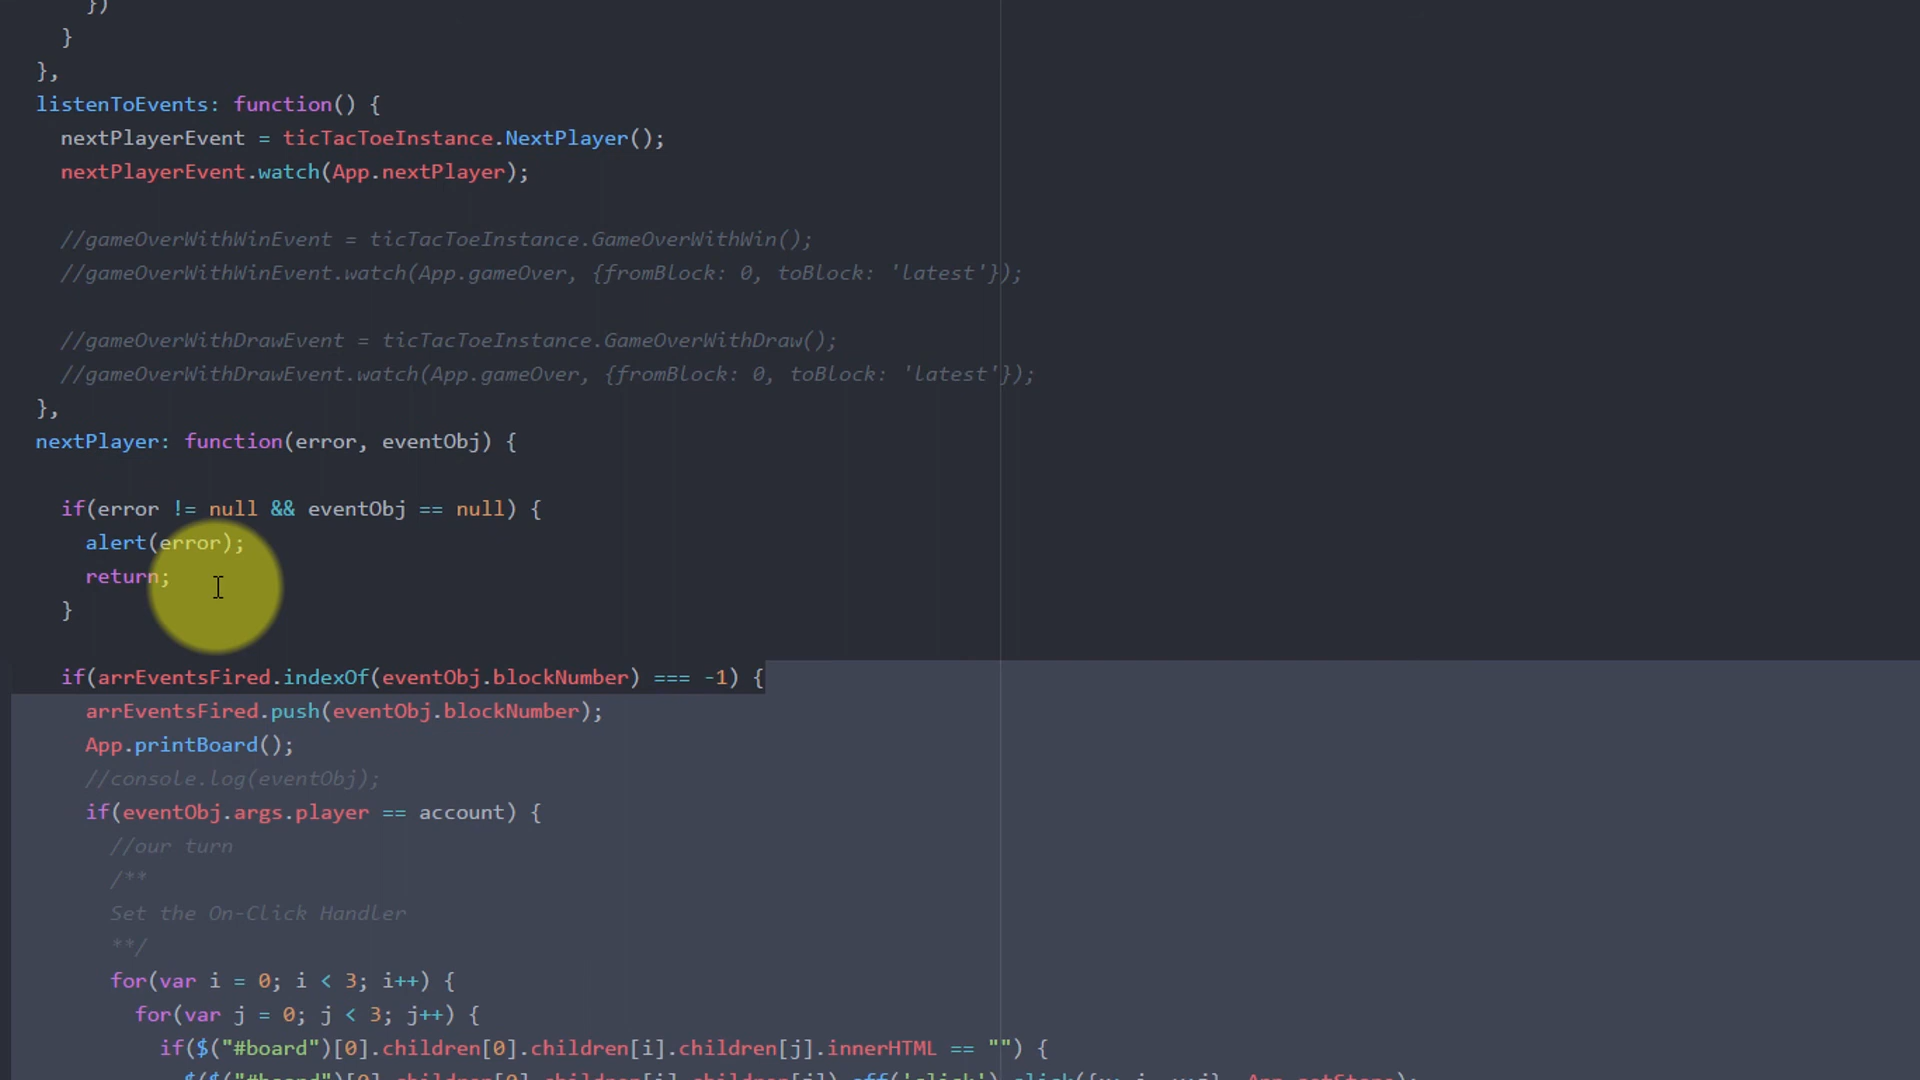 })
}
},
listenToEvents: function() {
nextPlayerEvent = ticTacToeInstance.NextPlayer();
nextPlayerEvent.watch(App.nextPlayer);
//gameOverWithWinEvent = ticTacToeInstance.GameOverWithWin();
//gameOverWithWinEvent.watch(App.gameOver, {fromBlock: 0, toBlock: 'latest'});
//gameOverWithDrawEvent = ticTacToeInstance.GameOverWithDraw();
//gameOverWithDrawEvent.watch(App.gameOver, {fromBlock: 0, toBlock: 'latest'});
},
nextPlayer: function(error, eventObj) {
if(error != null && eventObj == null) {
alert(error);
return;
}
if(arrEventsFired.indexOf(eventObj.blockNumber) === -1) {
arrEventsFired.push(eventObj.blockNumber);
App.printBoard();
//console.log(eventObj);
if(eventObj.args.player == account) {
//our turn
/**
Set the On-Click Handler
**/
for(var i = 0; i < 3; i++) {
for(var j = 0; j < 3; j++) {
if($("#board")[0].children[0].children[i].children[j].innerHTML == "") {